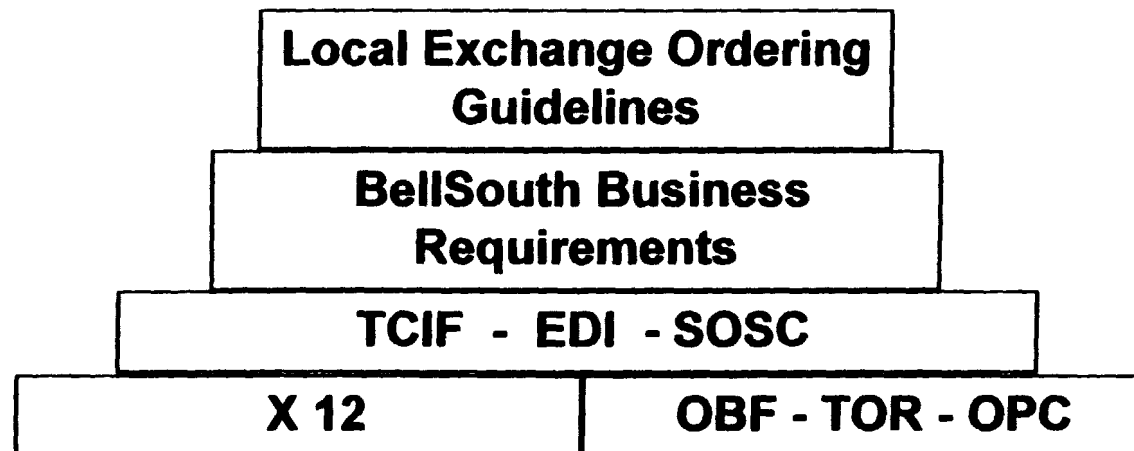 Local Exchange Ordering
Guidelines
BellSouth Business
Requirements
TCIF - EDI - SOSC
X 12
OBF - TOR - OPC